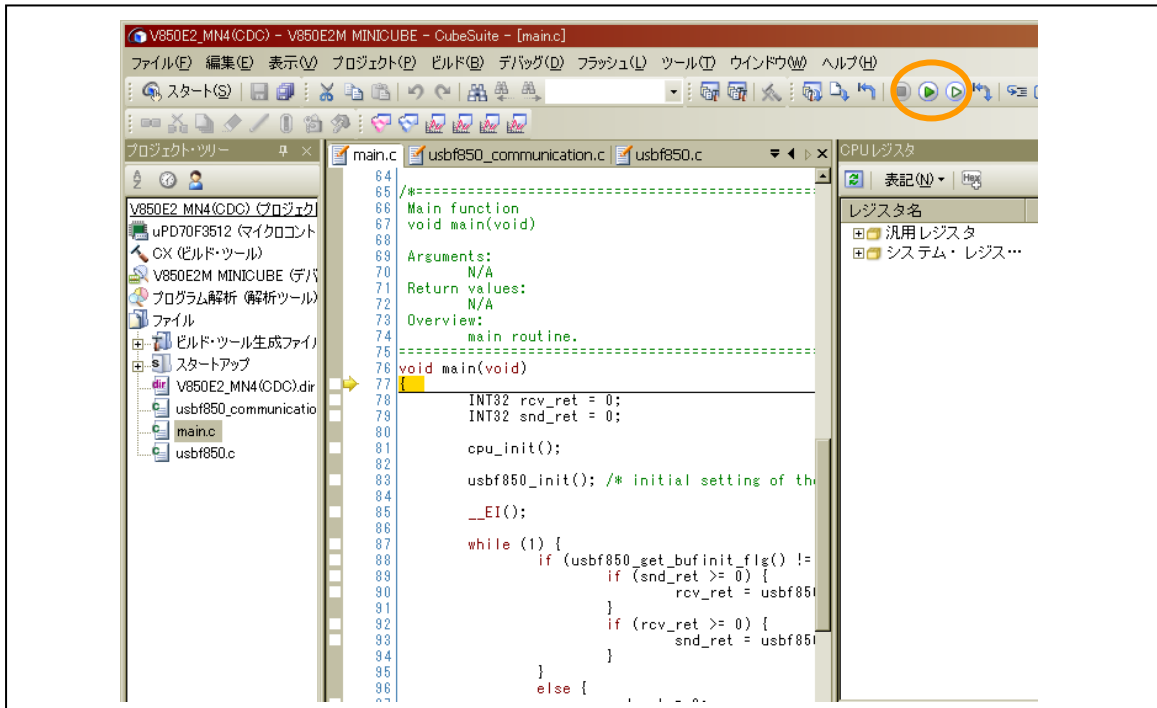 V850E2_MN4(CDC) - V850E2M MINICUBE - CubeSuite - [main.c]
ファイル(F) 編集(E) 表示(V) プロジェクト(P) ビルド(B) デバッグ(D) フラッシュ(L) ツール(T) ウインドウ(W) ヘルプ(H)
スタート(S)
プロジェクト・ツリー
main.c usbf850_communication.c usbf850.c
CPUレジスタ
表記(N) Hex
レジスタ名
汎用レジスタ
システム・レジス…
V850E2_MN4(CDC) (プロジェク
uPD70F3512 (マイクロコント
CX (ビルド・ツール)
V850E2M MINICUBE (デバ
プログラム解析 (解析ツール)
ファイル
ビルド・ツール生成ファイル
スタートアップ
V850E2_MN4(CDC).dir
usbf850_communicatio
main.c
usbf850.c
64
65 /*==============================================
66 Main function
67 void main(void)
68
69 Arguments:
70 N/A
71 Return values:
72 N/A
73 Overview:
74 main routine.
75 ================================================
76 void main(void)
77 {
78 INT32 rcv_ret = 0;
79 INT32 snd_ret = 0;
80
81 cpu_init();
82
83 usbf850_init(); /* initial setting of the
84
85 __EI();
86
87 while (1) {
88 if (usbf850_get_bufinit_flg() !=
89 if (snd_ret >= 0) {
90 rcv_ret = usbf85
91 }
92 if (rcv_ret >= 0) {
93 snd_ret = usbf85
94 }
95 }
96 else {